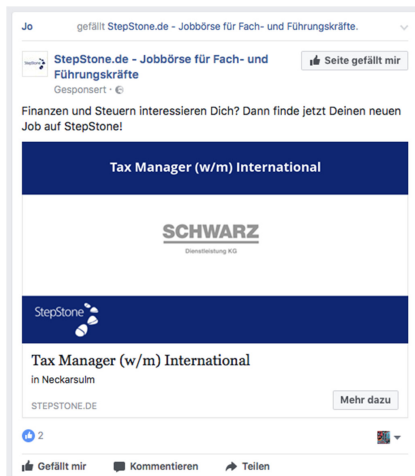 Jo gefällt StepStone.de - Jobbörse für Fach- und Führungskräfte.
StepStone
StepStone.de - Jobbörse für Fach- und
Führungskräfte
Seite gefällt mir
Gesponsert ·
Finanzen und Steuern interessieren Dich? Dann finde jetzt Deinen neuen
Job auf StepStone!
Tax Manager (w/m) International
SCHWARZ
Dienstleistung KG
StepStone
Tax Manager (w/m) International
in Neckarsulm
STEPSTONE.DE
Mehr dazu
2
Gefällt mir Kommentieren Teilen